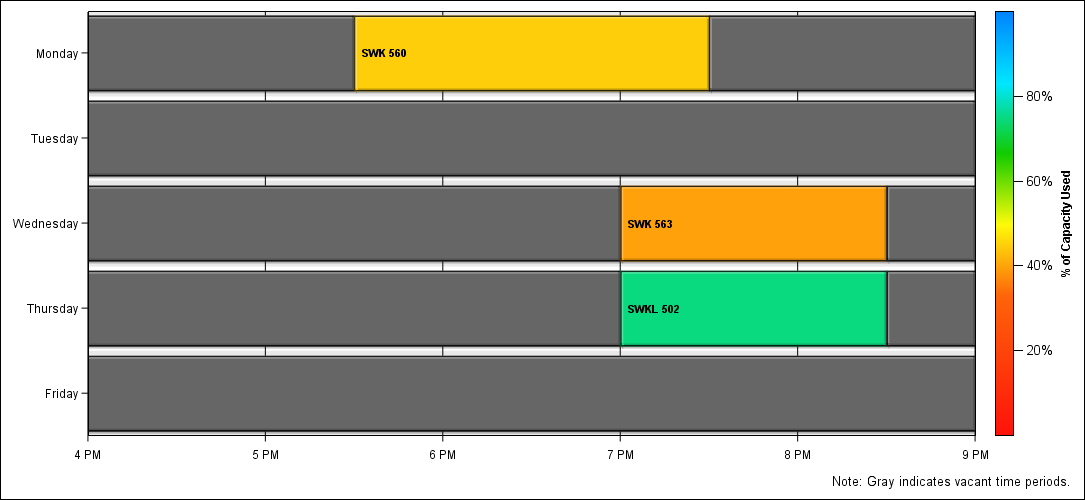 Monday
SWK 560
Tuesday
Wednesday
SWK 563
Thursday
SWKL 502
Friday
4 PM
5 PM
6 PM
7 PM
8 PM
9 PM
80%
60%
40%
20%
% of Capacity Used
Note: Gray indicates vacant time periods.